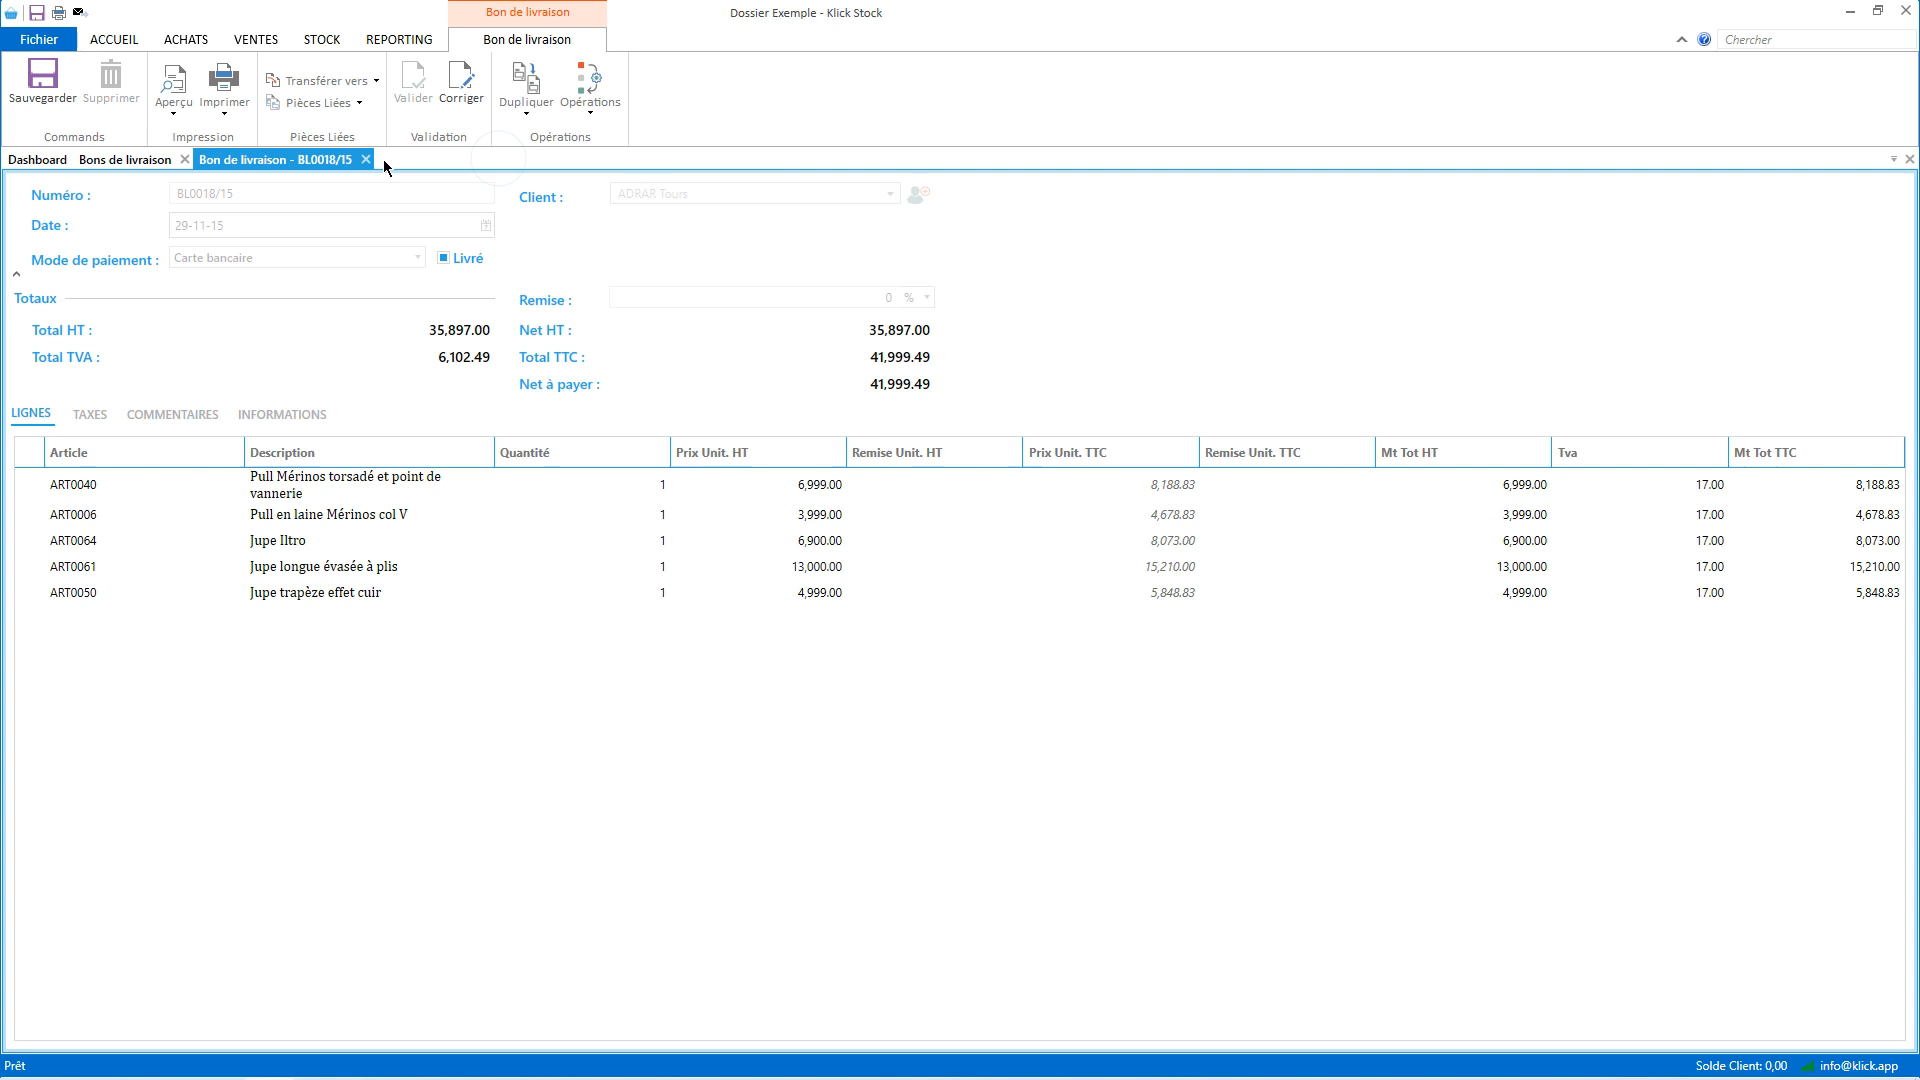 Bon de livraison
Dossier Exemple - Klick Stock
Fichier ACCUEIL ACHATS VENTES STOCK REPORTING Bon de livraison Chercher
Sauvegarder Supprimer Aperçu Imprimer Transférer vers Pièces Liées Valider Corriger Dupliquer Opérations
Commands Impression Pièces Liées Validation Opérations
Dashboard Bons de livraison Bon de livraison - BL0018/15
Numéro : BL0018/15 Client : ADRAR Tours
Date : 29-11-15
Mode de paiement : Carte bancaire Livré
Totaux Remise : 0 %
Total HT : 35,897.00 Net HT : 35,897.00
Total TVA : 6,102.49 Total TTC : 41,999.49
Net à payer : 41,999.49
LIGNES TAXES COMMENTAIRES INFORMATIONS
Article Description Quantité Prix Unit. HT Remise Unit. HT Prix Unit. TTC Remise Unit. TTC Mt Tot HT Tva Mt Tot TTC
ART0040 Pull Mérinos torsadé et point de vannerie 1 6,999.00 8,188.83 6,999.00 17.00 8,188.83
ART0006 Pull en laine Mérinos col V 1 3,999.00 4,678.83 3,999.00 17.00 4,678.83
ART0064 Jupe Iltro 1 6,900.00 8,073.00 6,900.00 17.00 8,073.00
ART0061 Jupe longue évasée à plis 1 13,000.00 15,210.00 13,000.00 17.00 15,210.00
ART0050 Jupe trapèze effet cuir 1 4,999.00 5,848.83 4,999.00 17.00 5,848.83
Prêt Solde Client: 0,00 info@klick.app